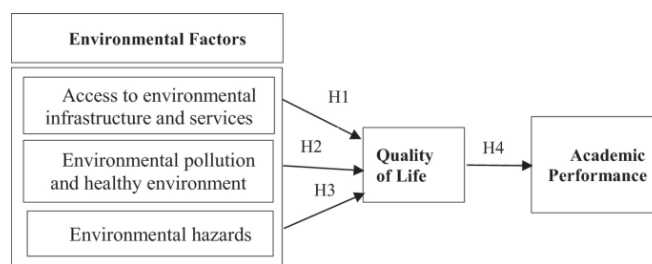 Environmental Factors
Access to environmental
infrastructure and services
Environmental pollution
and healthy environment
Environmental hazards
H1
H2
H3
Quality
of Life
H4
Academic
Performance